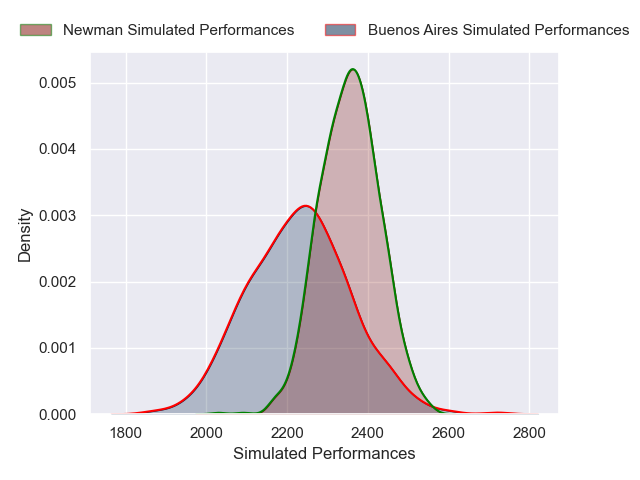 Newman Simulated Performances Buenos Aires Simulated Performances
0.005
0.004
0.003
0.002
0.001
0.000
Density
1800 2000 2200 2400 2600 2800
Simulated Performances